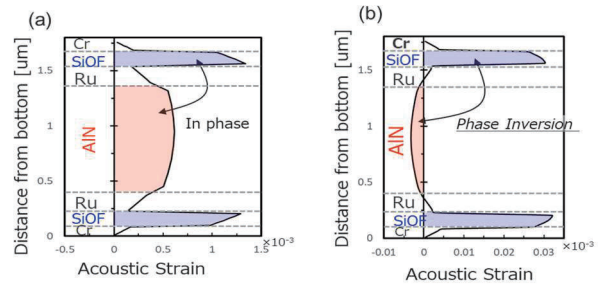 (a)
Distance from bottom [um]
1.5
1
0.5
0
Cr
SiOF
Ru
AlN
Ru
SiOF
Cr
In phase
-0.5
0
0.5
1
1.5
×10⁻³
Acoustic Strain
(b)
Distance from bottom [um]
1.5
1
0.5
0
Cr
SiOF
Ru
AlN
Ru
SiOF
Cr
Phase Inversion
-0.01
0
0.01
0.02
0.03
×10⁻³
Acoustic Strain